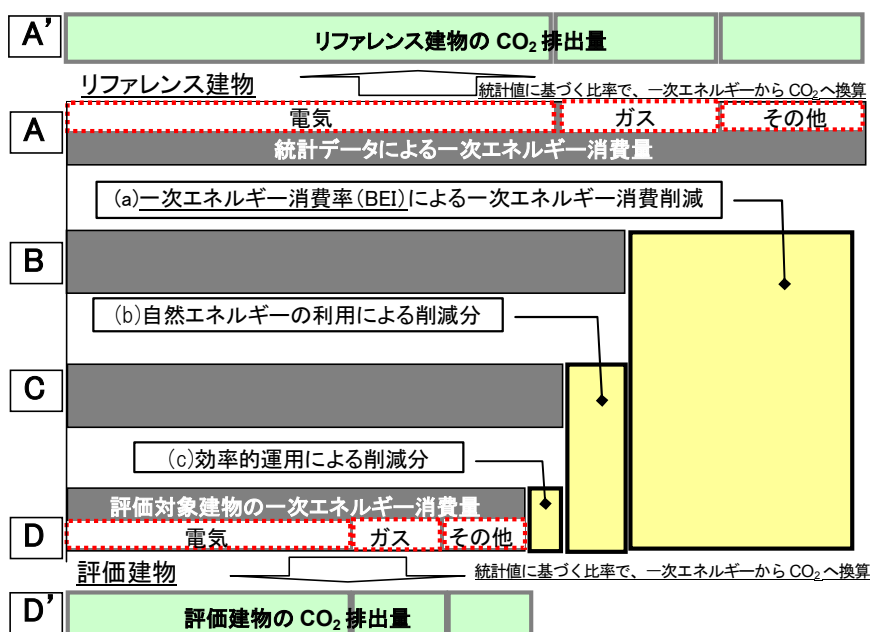 A'
リファレンス建物の CO2 排出量
リファレンス建物
統計値に基づく比率で、一次エネルギーから CO2 へ換算
A
電気 ガス その他
統計データによる一次エネルギー消費量
(a)一次エネルギー消費率(BEI)による一次エネルギー消費削減
B
(b)自然エネルギーの利用による削減分
C
(c)効率的運用による削減分
評価対象建物の一次エネルギー消費量
D
電気 ガス その他
評価建物
統計値に基づく比率で、一次エネルギーから CO2 へ換算
D'
評価建物の CO2 排出量